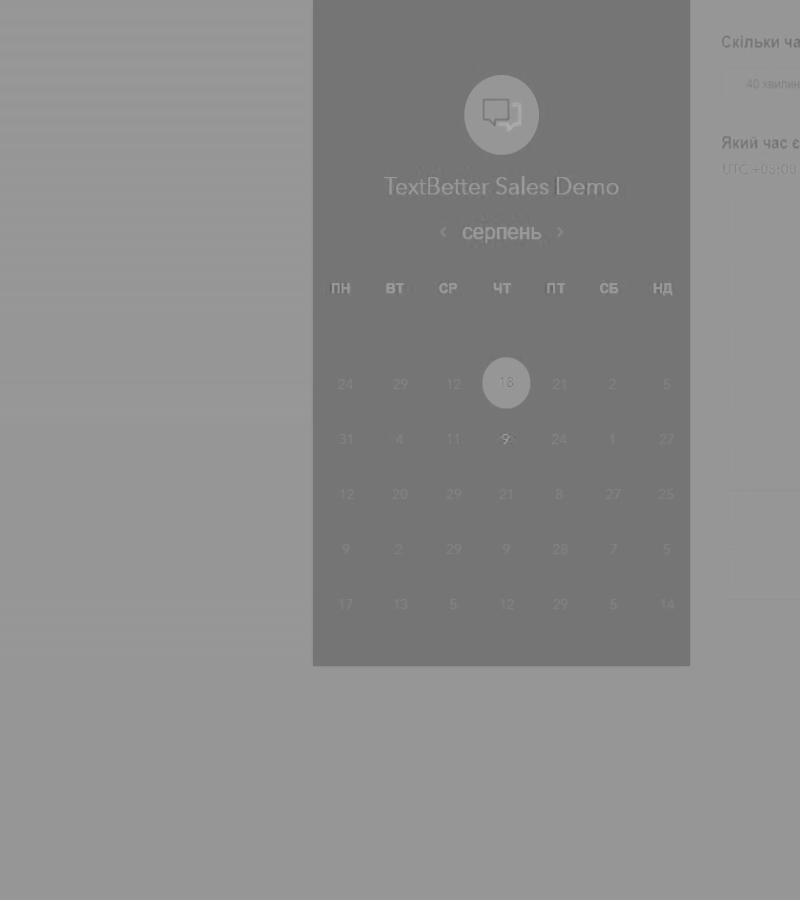 TextBetter Sales Demo
‹ серпень ›
ПН ВТ СР ЧТ ПТ СБ НД
24 29 12 18 21 2 5
31 4 11 9 24 1 27
12 20 29 21 8 27 25
9 2 29 9 28 7 5
17 13 5 12 29 5 14
Скільки ча
40 хвилин
Який час є
UTC +03:00